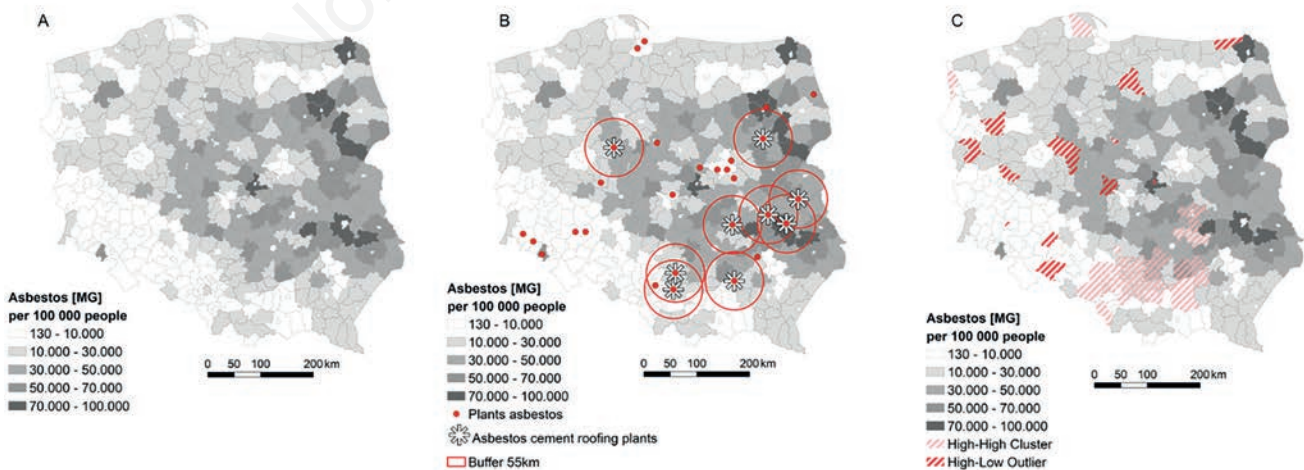 A
Asbestos [MG]
per 100 000 people
130 - 10.000
10.000 - 30.000
30.000 - 50.000
50.000 - 70.000
70.000 - 100.000
0 50 100 200 km
B
Asbestos [MG]
per 100 000 people
130 - 10.000
10.000 - 30.000
30.000 - 50.000
50.000 - 70.000
70.000 - 100.000
Plants asbestos
Asbestos cement roofing plants
Buffer 55km
0 50 100 200 km
C
Asbestos [MG]
per 100 000 people
130 - 10.000
10.000 - 30.000
30.000 - 50.000
50.000 - 70.000
70.000 - 100.000
High-High Cluster
High-Low Outlier
0 50 100 200 km